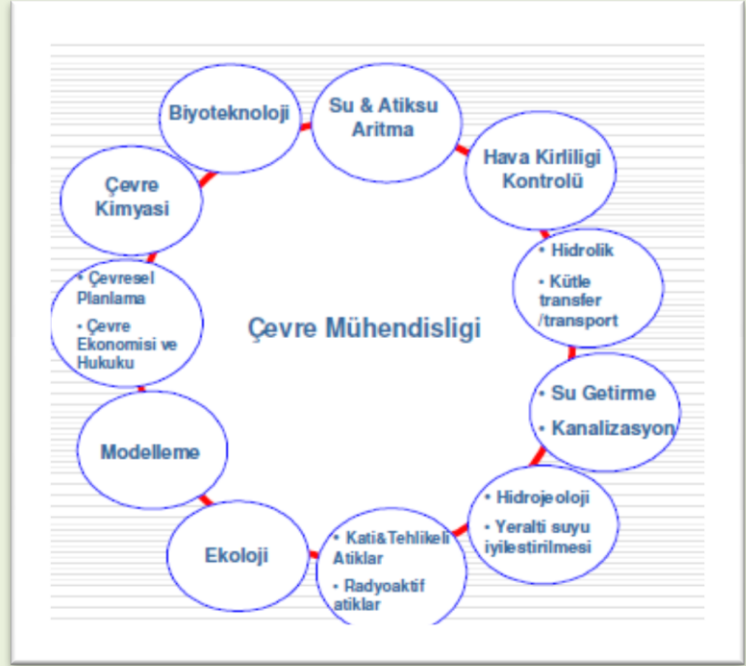 Biyoteknoloji
Su & Atiksu
Aritma
Hava Kirliligi
Kontrolü
• Hidrolik
• Kütle
transfer
/transport
• Su Getirme
• Kanalizasyon
• Hidrojeoloji
• Yeralti suyu
iyilestirilmesi
• Kati&Tehlikeli
Atiklar
• Radyoaktif
atiklar
Ekoloji
Modelleme
• Çevresel
Planlama
• Çevre
Ekonomisi ve
Hukuku
Çevre
Kimyasi
Çevre Mühendisligi